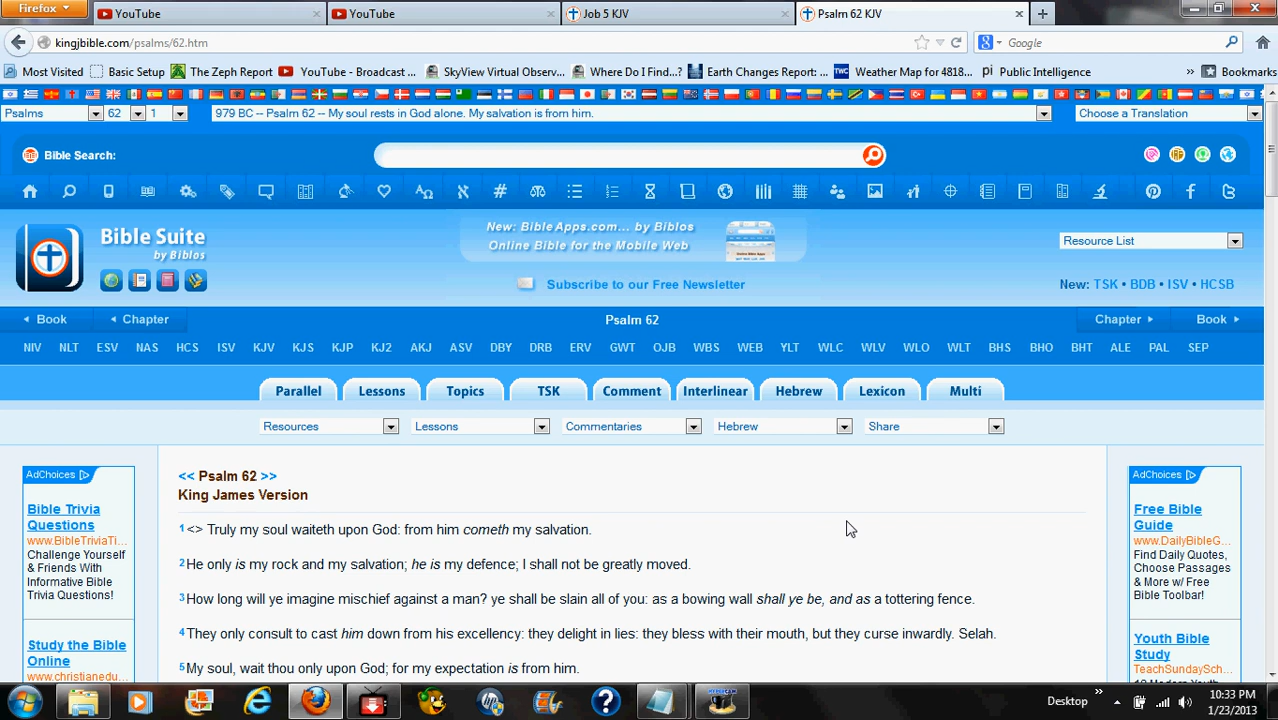 Firefox
YouTube
YouTube
Job 5 KJV
Psalm 62 KJV
kingjbible.com/psalms/62.htm
Google
Most Visited
Basic Setup
The Zeph Report
YouTube - Broadcast ...
SkyView Virtual Observ...
Where Do I Find...?
Earth Changes Report: ...
Weather Map for 4818...
Public Intelligence
»
Bookmarks
Psalms
62
1
979 BC -- Psalm 62 -- My soul rests in God alone. My salvation is from him.
Choose a Translation
Bible Search:
Bible Suite
by Biblos
New: BibleApps.com... by Biblos
Online Bible for the Mobile Web
Subscribe to our Free Newsletter
Resource List
New: TSK • BDB • ISV • HCSB
Book
Chapter
Psalm 62
Chapter
Book
NIV NLT ESV NAS HCS ISV KJV KJS KJP KJ2 AKJ ASV DBY DRB ERV GWT OJB WBS WEB YLT WLC WLV WLO WLT BHS BHO BHT ALE PAL SEP
Parallel
Lessons
Topics
TSK
Comment
Interlinear
Hebrew
Lexicon
Multi
Resources
Lessons
Commentaries
Hebrew
Share
AdChoices
Bible Trivia
Questions
www.BibleTriviaTi...
Challenge Yourself
& Friends With
Informative Bible
Trivia Questions!
Study the Bible
Online
www.christianedu...
<< Psalm 62 >>
King James Version
1<> Truly my soul waiteth upon God: from him cometh my salvation.
2He only is my rock and my salvation; he is my defence; I shall not be greatly moved.
3How long will ye imagine mischief against a man? ye shall be slain all of you: as a bowing wall shall ye be, and as a tottering fence.
4They only consult to cast him down from his excellency: they delight in lies: they bless with their mouth, but they curse inwardly. Selah.
5My soul, wait thou only upon God; for my expectation is from him.
AdChoices
Free Bible
Guide
www.DailyBibleG...
Find Daily Quotes,
Choose Passages
& More w/ Free
Bible Toolbar!
Youth Bible
Study
TeachSundaySch...
Desktop
»
10:33 PM
1/23/2013